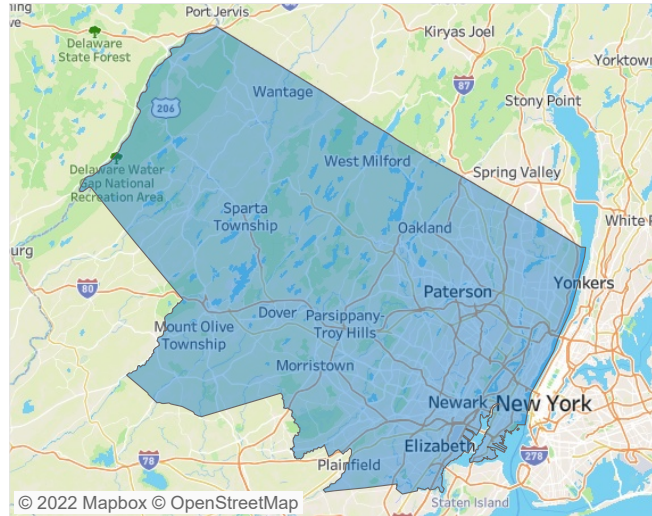 Port Jervis
ning
ve
Delaware
State Forest
Kiryas Joel
Yorktown
87
Wantage
206
Stony Point
Delaware Water
Gap National
Recreation Area
West Milford
Spring Valley
Sparta
Township
Oakland
White P
urg
80
Yonkers
Paterson
Dover
Parsippany-
Troy Hills
Mount Olive
Township
Morristown
Newark
New York
Elizabeth
78
Plainfield
278
Staten Island
© 2022 Mapbox © OpenStreetMap